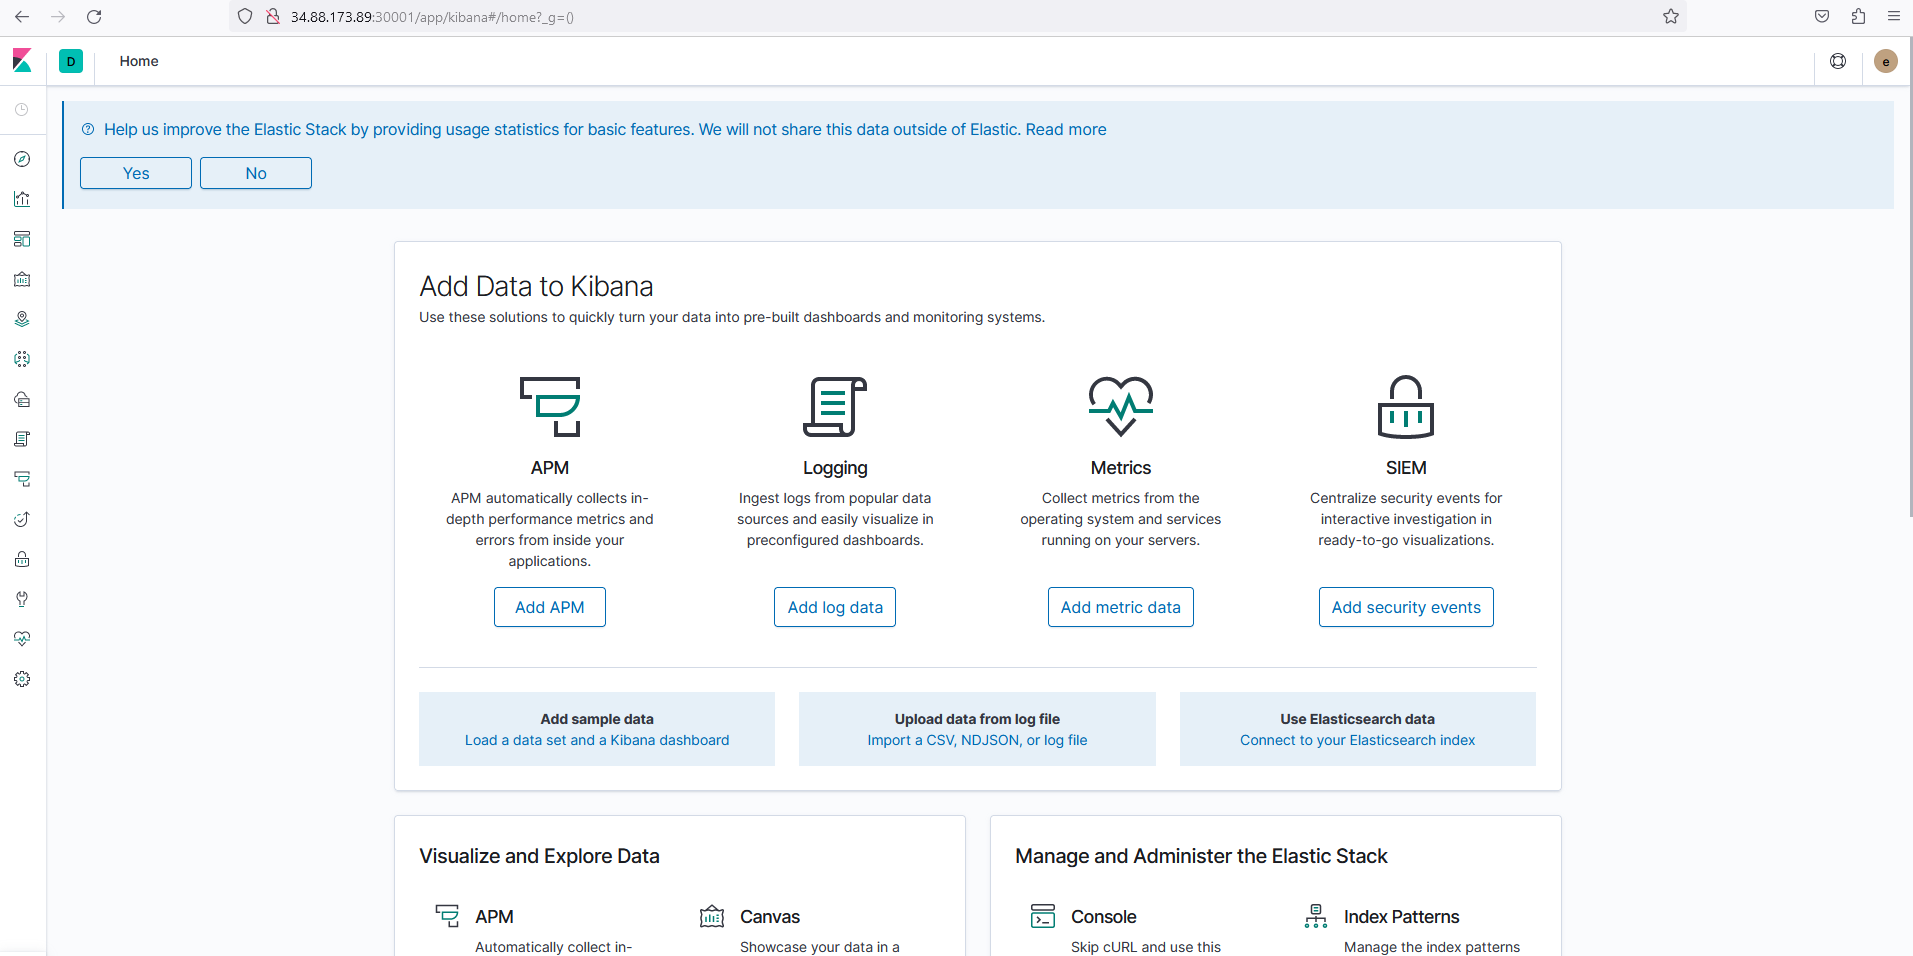 34.88.173.89:30001/app/kibana#/home?_g=()
D
Home
e
Help us improve the Elastic Stack by providing usage statistics for basic features. We will not share this data outside of Elastic. Read more
Yes
No
Add Data to Kibana
Use these solutions to quickly turn your data into pre-built dashboards and monitoring systems.
APM
APM automatically collects in-
depth performance metrics and
errors from inside your
applications.
Add APM
Logging
Ingest logs from popular data
sources and easily visualize in
preconfigured dashboards.
Add log data
Metrics
Collect metrics from the
operating system and services
running on your servers.
Add metric data
SIEM
Centralize security events for
interactive investigation in
ready-to-go visualizations.
Add security events
Add sample data
Load a data set and a Kibana dashboard
Upload data from log file
Import a CSV, NDJSON, or log file
Use Elasticsearch data
Connect to your Elasticsearch index
Visualize and Explore Data
APM
Automatically collect in-
Canvas
Showcase your data in a
Manage and Administer the Elastic Stack
Console
Skip cURL and use this
Index Patterns
Manage the index patterns